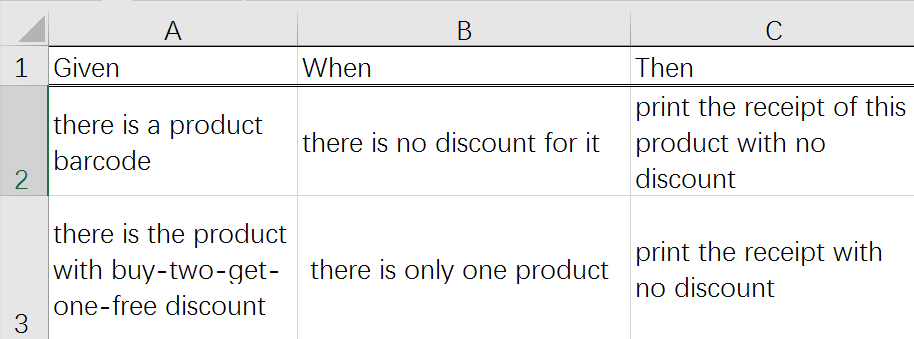 A B C
1 Given When Then
there is a product
barcode
there is no discount for it
print the receipt of this
product with no
discount
2
there is the product
with buy-two-get-
one-free discount
there is only one product
print the receipt with
no discount
3